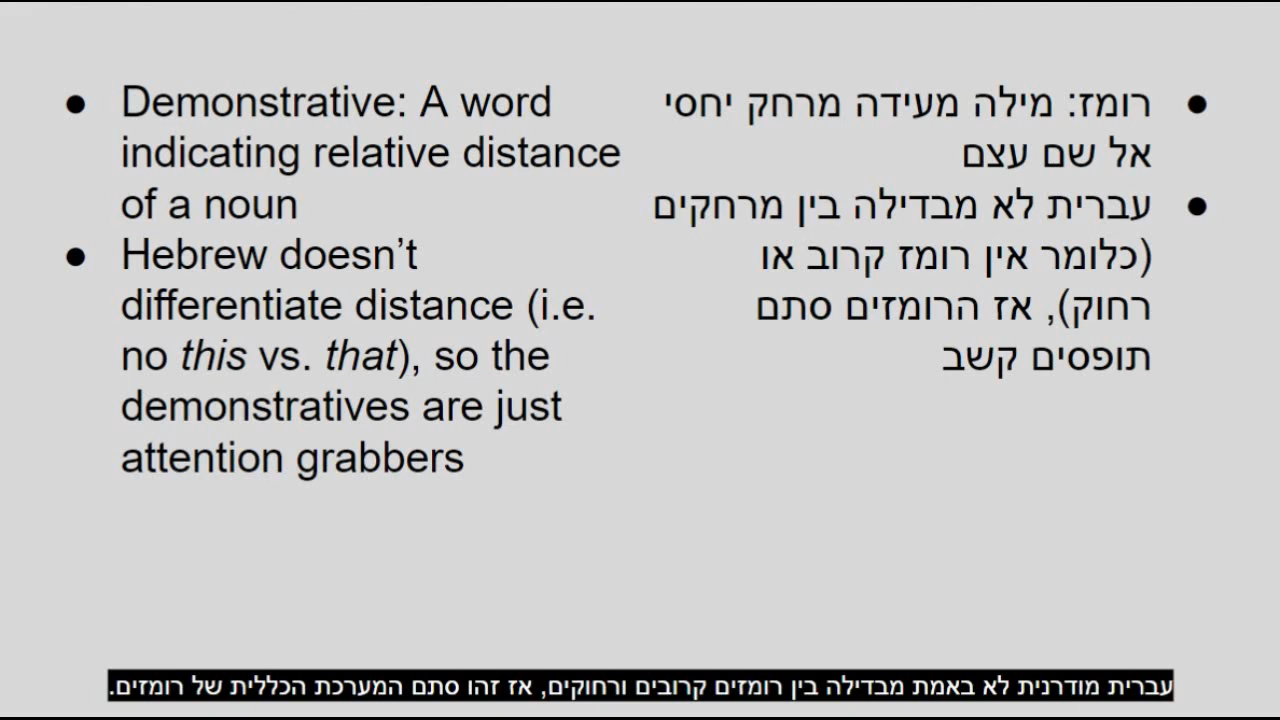 ● Demonstrative: A word
indicating relative distance
of a noun
● Hebrew doesn't
differentiate distance (i.e.
no this vs. that), so the
demonstratives are just
attention grabbers
● רומז: מילה מעידה מרחק יחסי
אל שם עצם
● עברית לא מבדילה בין מרחקים
(כלומר אין רומז קרוב או
רחוק), אז הרומזים סתם
תופסים קשב
עברית מודרנית לא באמת מבדילה בין רומזים קרובים ורחוקים, אז זהו סתם המערכת הכללית של רומזים.